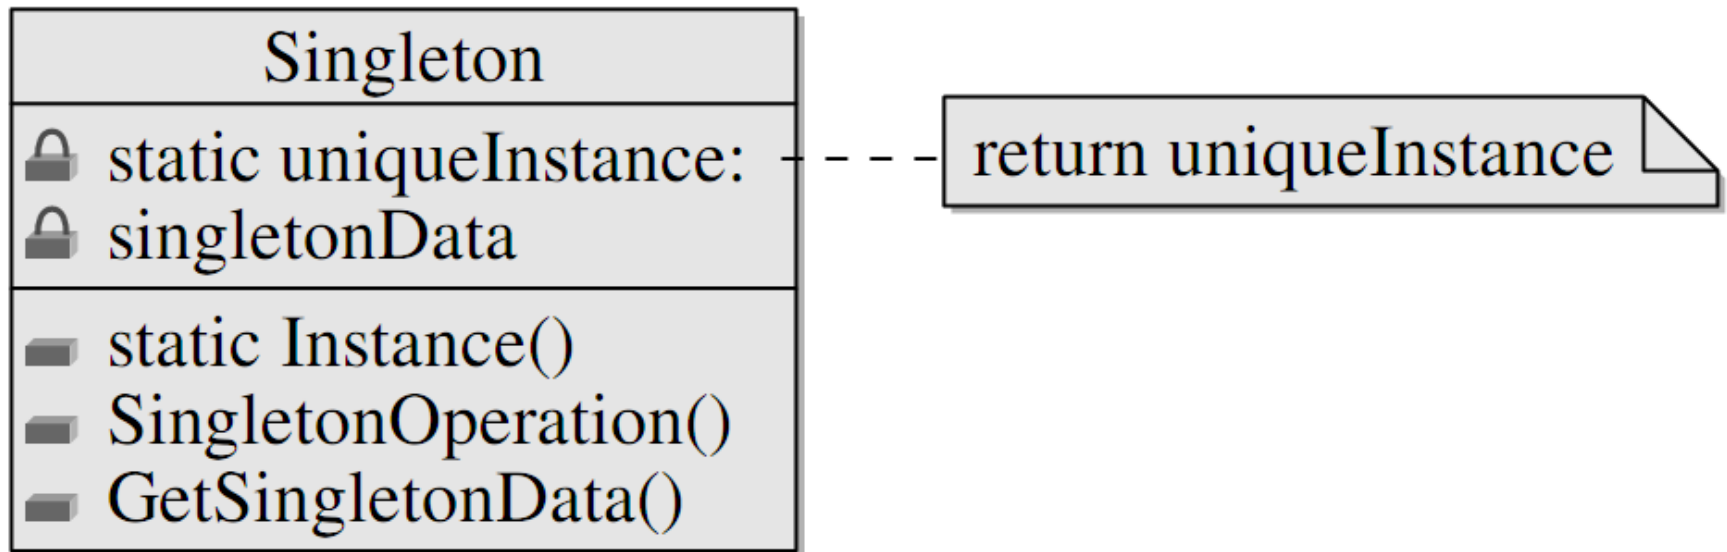 Singleton
static uniqueInstance:
return uniqueInstance
singletonData
static Instance()
SingletonOperation()
GetSingletonData()